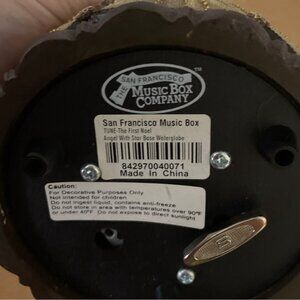 SAN FRANCISCO
THE
MUSIC BOX
COMPANY
TM
San Francisco Music Box
TUNE-The First Noel
Angel With Star Base Waterglobe
842970040071
Made In China
Caution:
For Decorative Purposes Only
Not intended for children
Do not ingest liquid, contains anti-freeze
Do not store in area with temperatures over 90°F
or under 40°F. Do not expose to direct sunlight
S